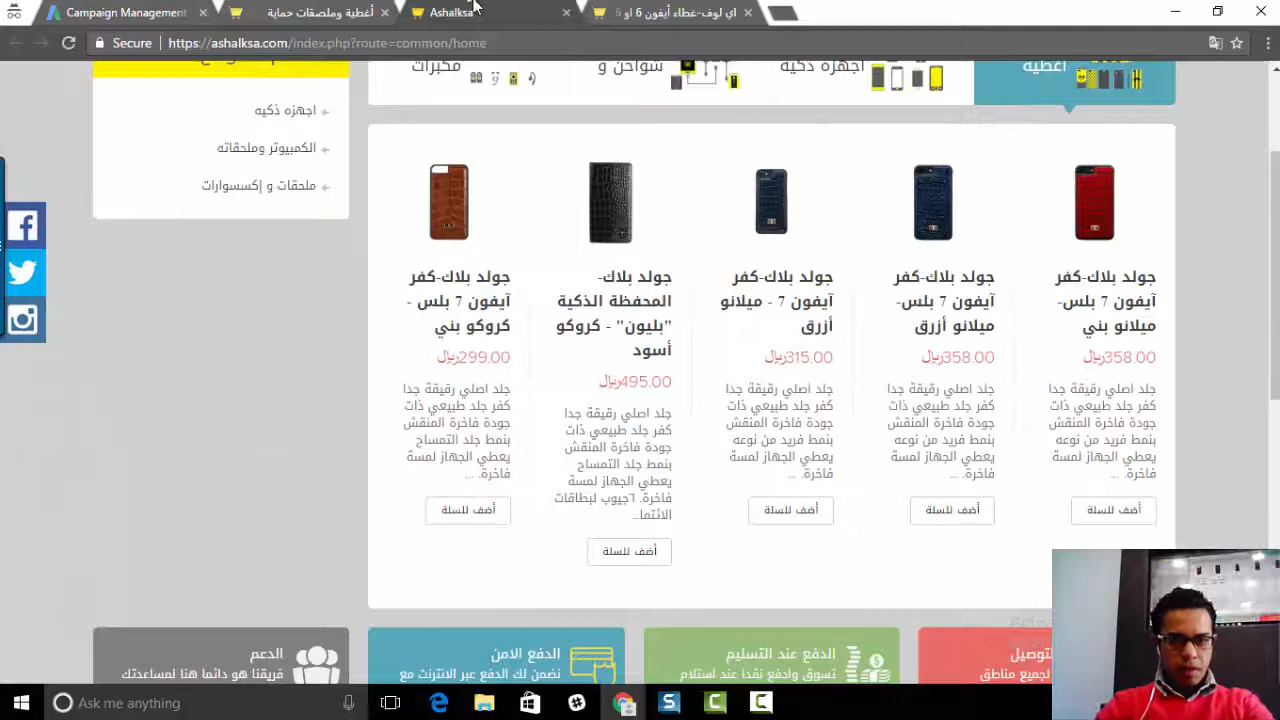 Campaign Management
أغطية وملصقات حماية
Ashalksa
اي لوت-غطاء أيفون 6 او 6
Secure
https://ashalksa.com/index.php?route=common/home
أغطية
اجهزه ذكية
شواحن و
مكبرات
اجهزه ذكيه
الكمبيوتر وملحقاته
ملحقات و إكسسوارات
جولد بلاك-كفر
آيفون 7 بلس-
ميلانو بني
358.00ريال
جلد اصلي رقيقة جدا
كفر جلد طبيعي ذات
جودة فاخرة المنقش
بنمط فريد من نوعه
يعطي الجهاز لمسة
فاخرة. ...
أضف للسلة
جولد بلاك-كفر
آيفون 7 بلس-
ميلانو أزرق
358.00ريال
جلد اصلي رقيقة جدا
كفر جلد طبيعي ذات
جودة فاخرة المنقش
بنمط فريد من نوعه
يعطي الجهاز لمسة
فاخرة. ...
أضف للسلة
جولد بلاك-كفر
آيفون 7 - ميلانو
أزرق
315.00ريال
جلد اصلي رقيقة جدا
كفر جلد طبيعي ذات
جودة فاخرة المنقش
بنمط فريد من نوعه
يعطي الجهاز لمسة
فاخرة. ...
أضف للسلة
جولد بلاك-
المحفظة الذكية
"بليون" - كروكو
أسود
495.00ريال
جلد اصلي رقيقة جدا
كفر جلد طبيعي ذات
جودة فاخرة المنقش
بنمط جلد التمساح
يعطي الجهاز لمسة
فاخرة. ٦جيوب لبطاقات
الائتما...
أضف للسلة
جولد بلاك-كفر
آيفون 7 بلس -
كروكو بني
299.00ريال
جلد اصلي رقيقة جدا
كفر جلد طبيعي ذات
جودة فاخرة المنقش
بنمط جلد التمساح
يعطي الجهاز لمسة
فاخرة. ...
أضف للسلة
التوصيل
لجميع مناطق
الدفع عند التسليم
تسوق وادفع نقدا عند استلام
الدفع الامن
نضمن لك الدفع عبر الانترنت مع
الدعم
فريقنا هو دائما هنا لمساعدتك
Ask me anything